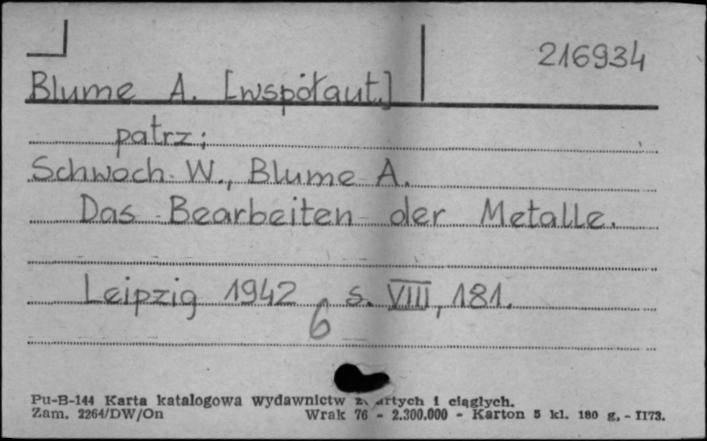 216934
Blume A. [współaut.]
patrz:
Schwoch W., Blume A.
Das Bearbeiten der Metalle.
Leipzig 1942 s. VIII, 181.
6
Pu-B-144 Karta katalogowa wydawnictw zwartych i ciągłych.
Zam. 2264/DW/On Wrak 76 - 2.300.000 - Karton 5 kl. 180 g. - II73.